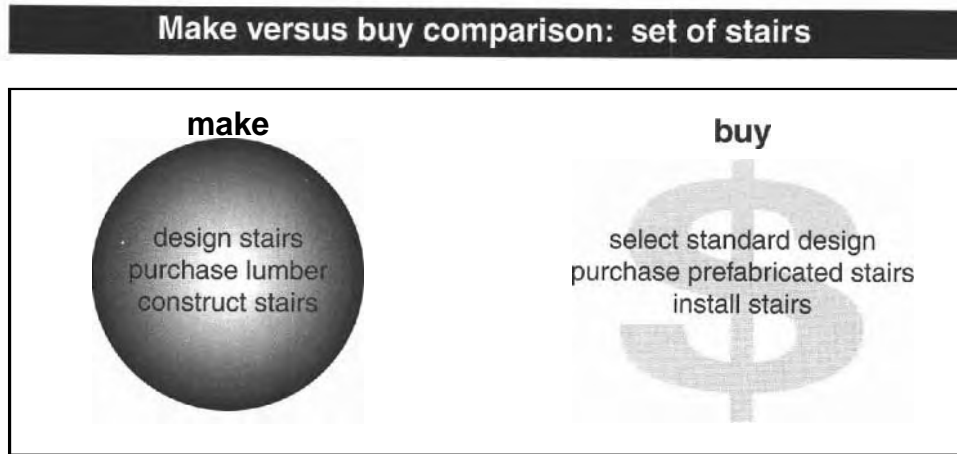 Make versus buy comparison: set of stairs
make
design stairs
purchase lumber
construct stairs
buy
select standard design
purchase prefabricated stairs
install stairs